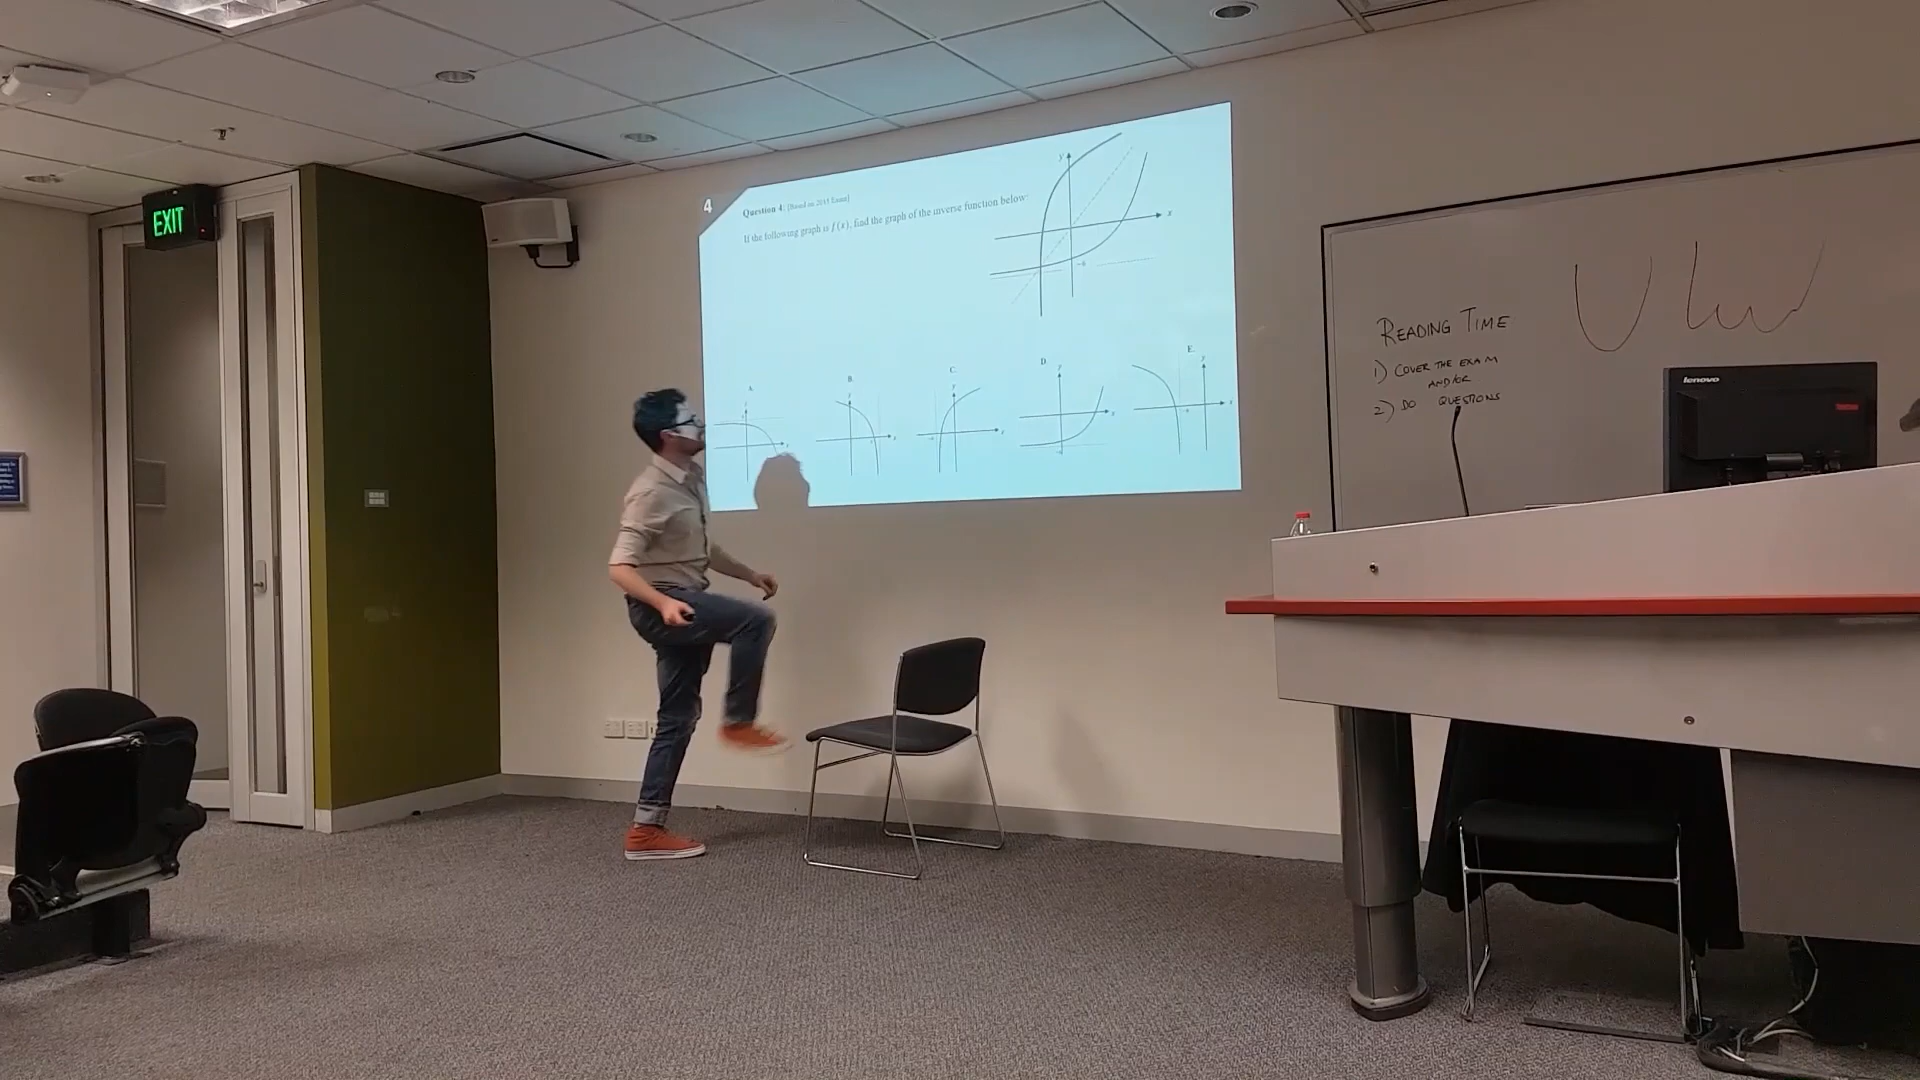 EXIT
4
Question 4: [Based on 2015 Exam]
If the following graph is f(x), find the graph of the inverse function below:
y
x
A.
B.
C.
D.
E.
READING TIME
1) COVER THE EXAM
AND/OR
2) DO QUESTIONS
lenovo